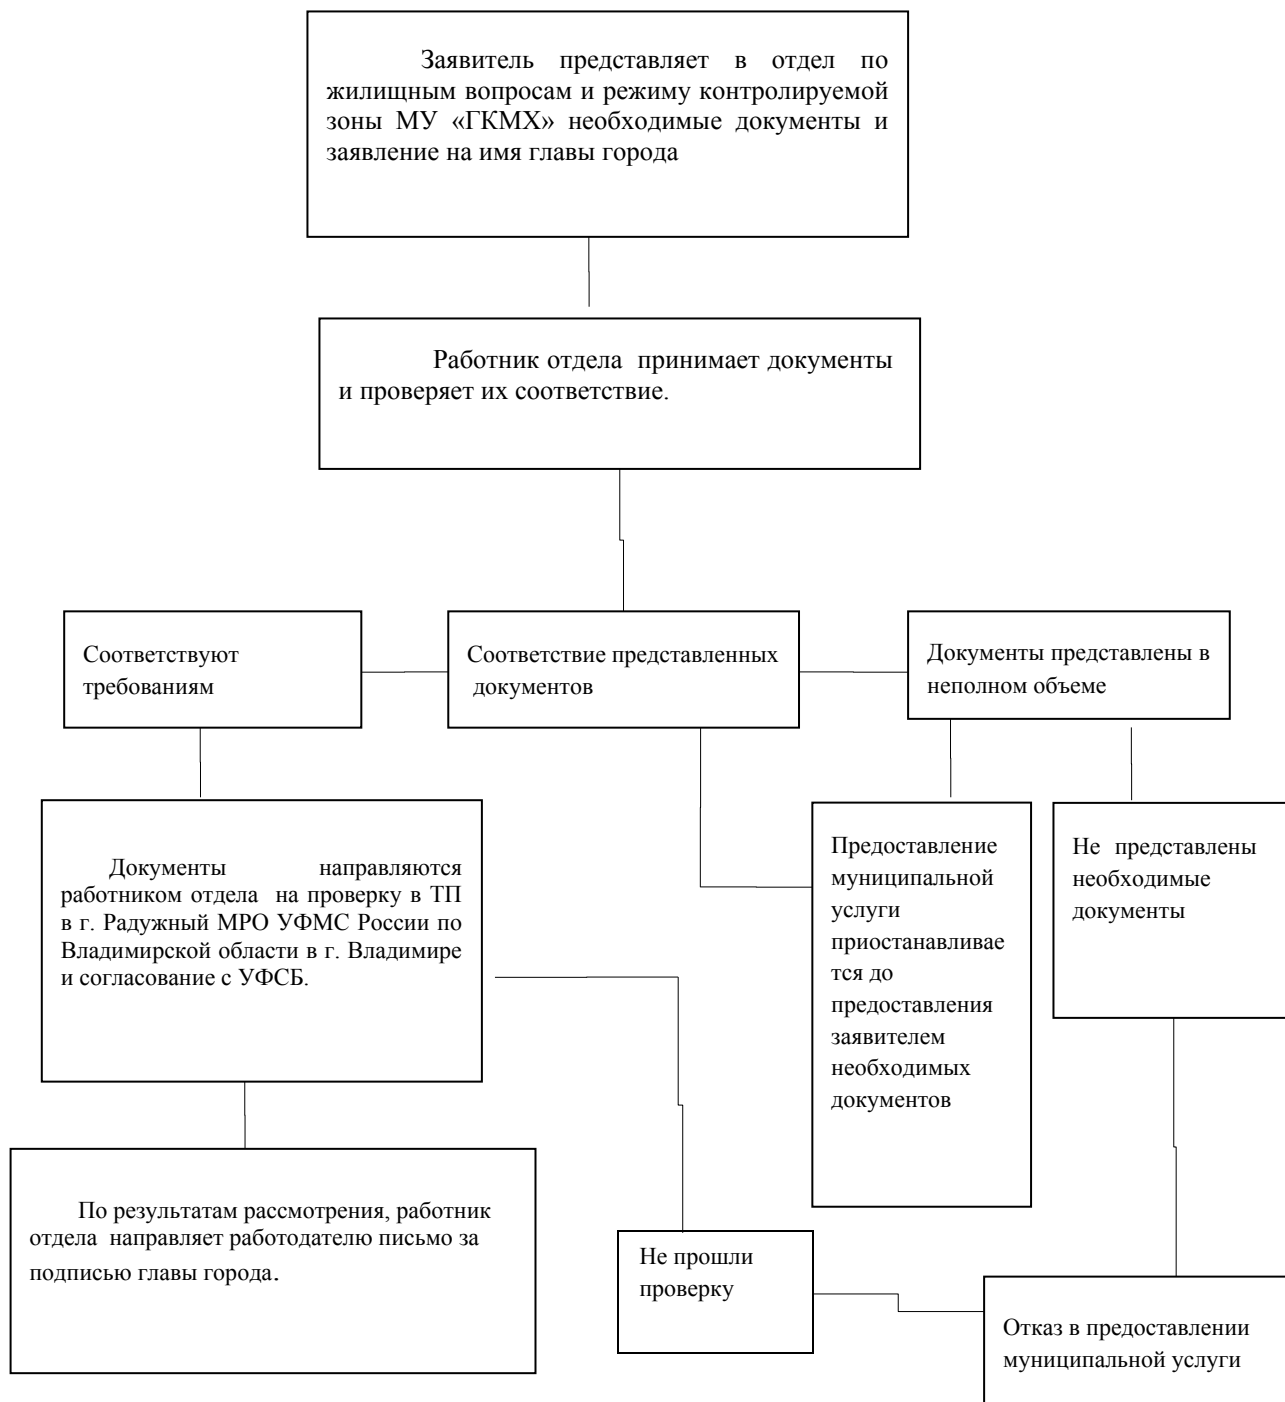 Заявитель представляет в отдел по
жилищным вопросам и режиму контролируемой
зоны МУ «ГКМХ» необходимые документы и
заявление на имя главы города
Работник отдела принимает документы
и проверяет их соответствие.
Соответствуют
требованиям
Соответствие представленных
документов
Документы представлены в
неполном объеме
Документы направляются
работником отдела на проверку в ТП
в г. Радужный МРО УФМС России по
Владимирской области в г. Владимире
и согласование с УФСБ.
Предоставление
муниципальной
услуги
приостанавливае
тся до
предоставления
заявителем
необходимых
документов
Не представлены
необходимые
документы
По результатам рассмотрения, работник
отдела направляет работодателю письмо за
подписью главы города.
Не прошли
проверку
Отказ в предоставлении
муниципальной услуги